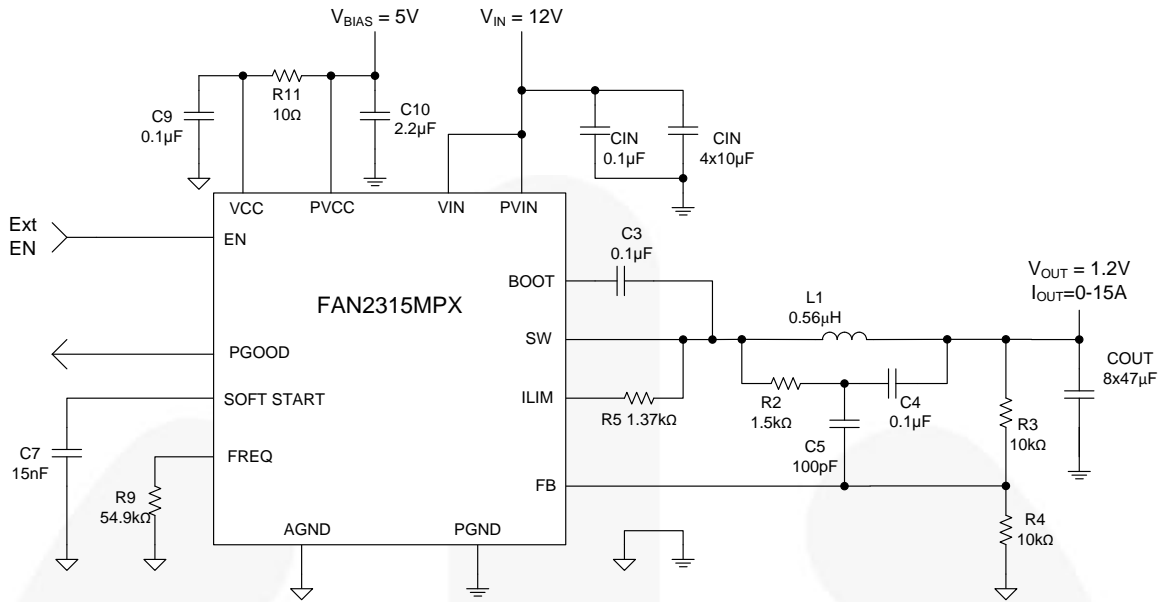 VBIAS = 5V
VIN = 12V
C9
0.1µF
R11
10Ω
C10
2.2µF
CIN
0.1µF
CIN
4x10µF
VCC
PVCC
VIN
PVIN
Ext
EN
EN
FAN2315MPX
BOOT
C3
0.1µF
VOUT = 1.2V
IOUT=0-15A
L1
0.56µH
SW
PGOOD
COUT
8x47µF
SOFT START
ILIM
R5 1.37kΩ
R2
1.5kΩ
C4
0.1µF
R3
10kΩ
C7
15nF
FREQ
C5
100pF
FB
R9
54.9kΩ
R4
10kΩ
AGND
PGND